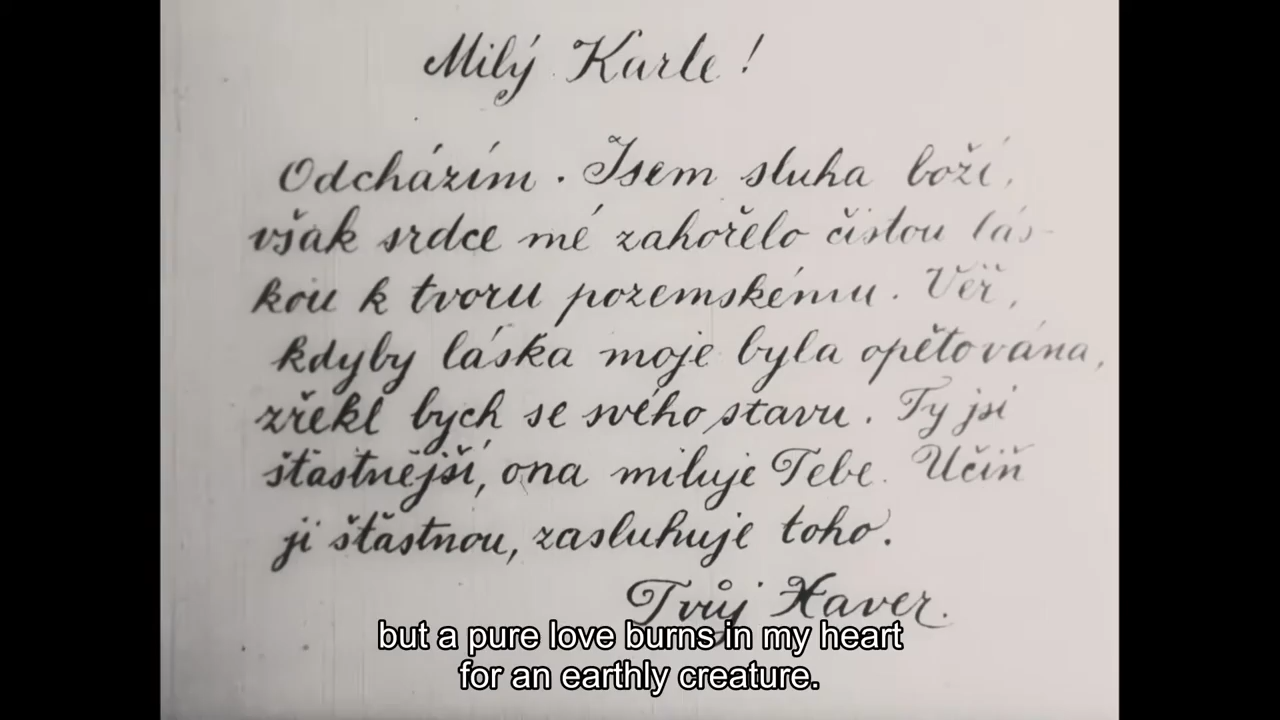 Milý Karle!
Odcházím. Jsem sluha boží,
však srdce mé zahořelo čistou lás-
kou k tvoru pozemskému. Věř,
kdyby láska moje byla opětována,
zřekl bych se svého stavu. Ty jsi
šťastnější, ona miluje Tebe. Učiň
ji šťastnou, zasluhuje toho.
Tvůj Xaver.
but a pure love burns in my heart
for an earthly creature.